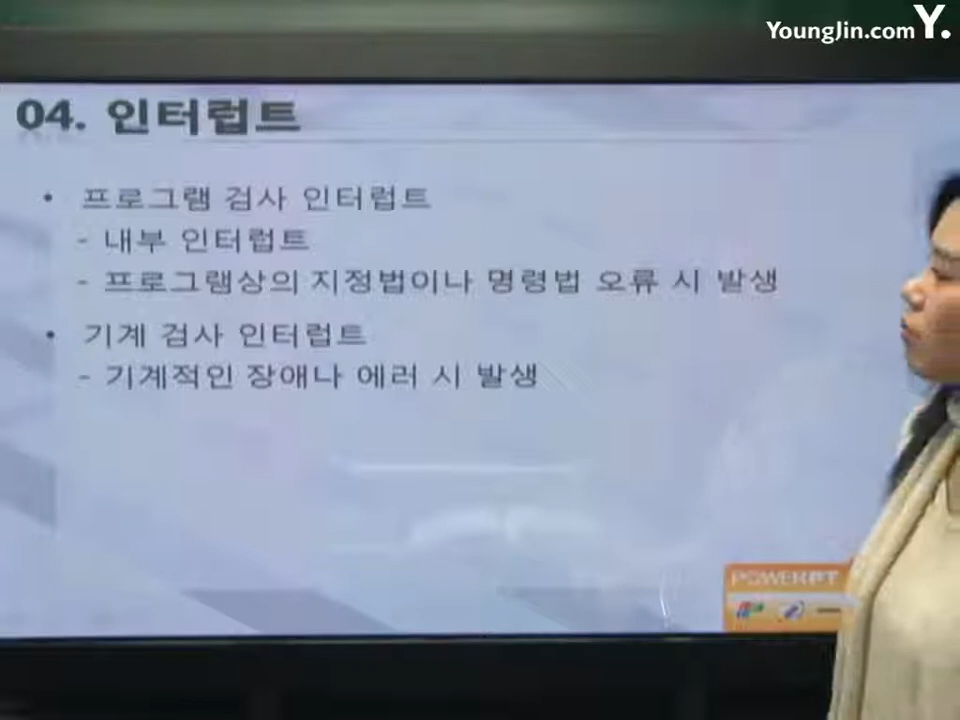 YoungJin.com Y.
04. 인터럽트
• 프로그램 검사 인터럽트
- 내부 인터럽트
- 프로그램상의 지정법이나 명령법 오류 시 발생
• 기계 검사 인터럽트
- 기계적인 장애나 에러 시 발생
POWERPT